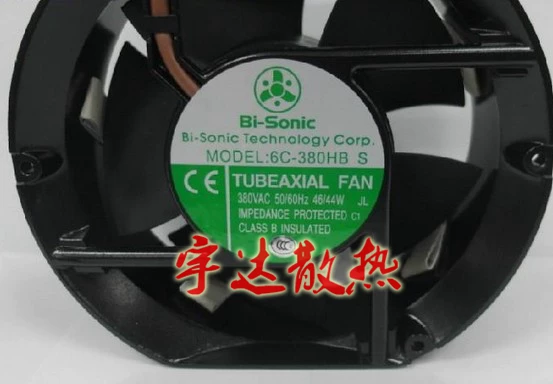 Bi-Sonic
Bi-Sonic Technology Corp.
MODEL:6C-380HB S
CE TUBEAXIAL FAN
380VAC 50/60Hz 46/44W JL
IMPEDANCE PROTECTED C1
CLASS B INSULATED
宇达散热